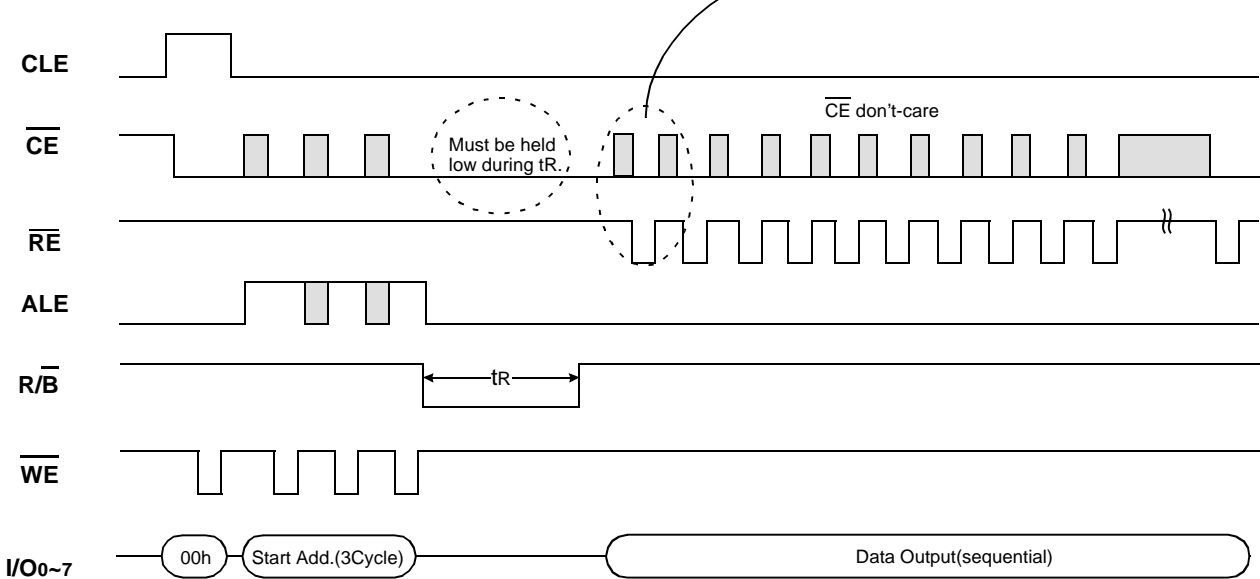 CLE
CE don't-care
CE
Must be held
low during tR.
RE
ALE
R/B
tR
WE
I/O0~7
00h
Start Add.(3Cycle)
Data Output(sequential)